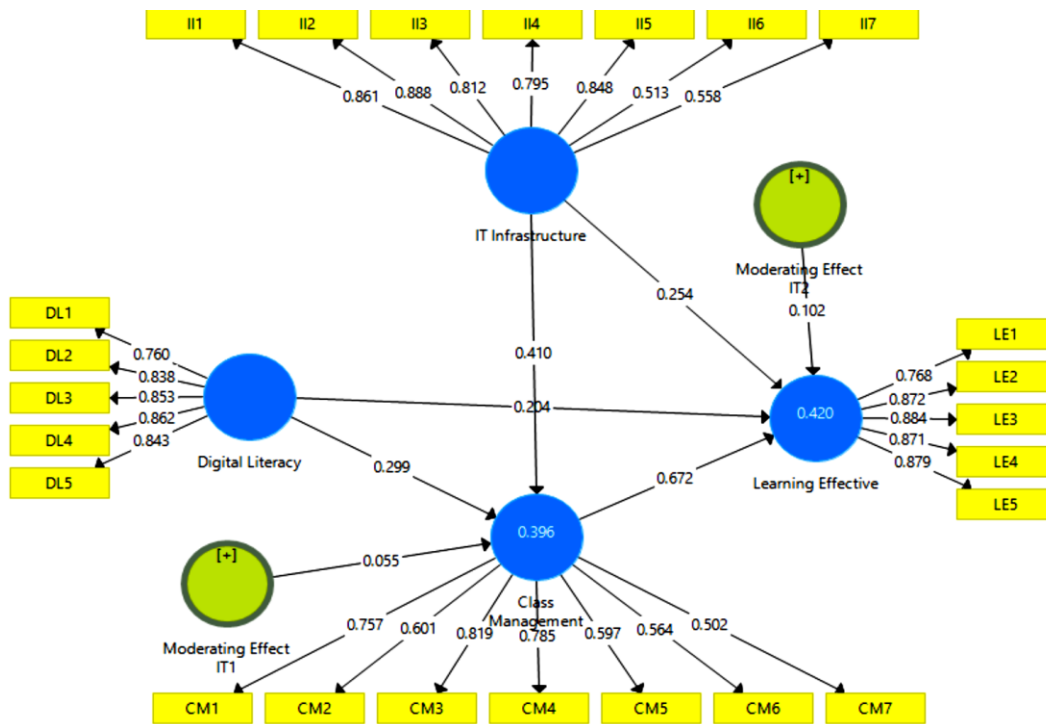 II1 II2 II3 II4 II5 II6 II7
0.861 0.888 0.812 0.795 0.848 0.513 0.558
[+]
IT Infrastructure
Moderating Effect
IT2
0.254
0.102
DL1
DL2
DL3
DL4
DL5
0.760
0.838
0.853
0.862
0.843
0.410
LE1
LE2
LE3
LE4
LE5
0.768
0.872
0.884
0.871
0.879
0.204
0.420
Digital Literacy
0.299
Learning Effective
0.672
0.396
[+]
0.055
Class
Management
Moderating Effect
IT1
0.757 0.601 0.819 0.785 0.597 0.564 0.502
CM1 CM2 CM3 CM4 CM5 CM6 CM7